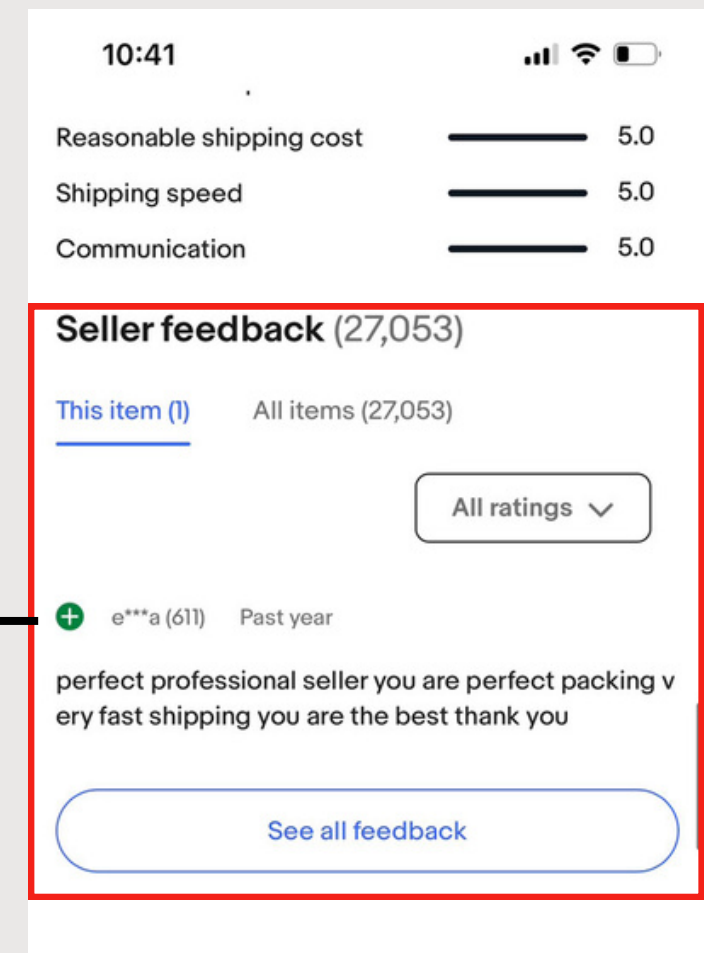 10:41
Reasonable shipping cost 5.0
Shipping speed 5.0
Communication 5.0
Seller feedback (27,053)
This item (1) All items (27,053)
All ratings
e***a (611) Past year
perfect professional seller you are perfect packing v
ery fast shipping you are the best thank you
See all feedback